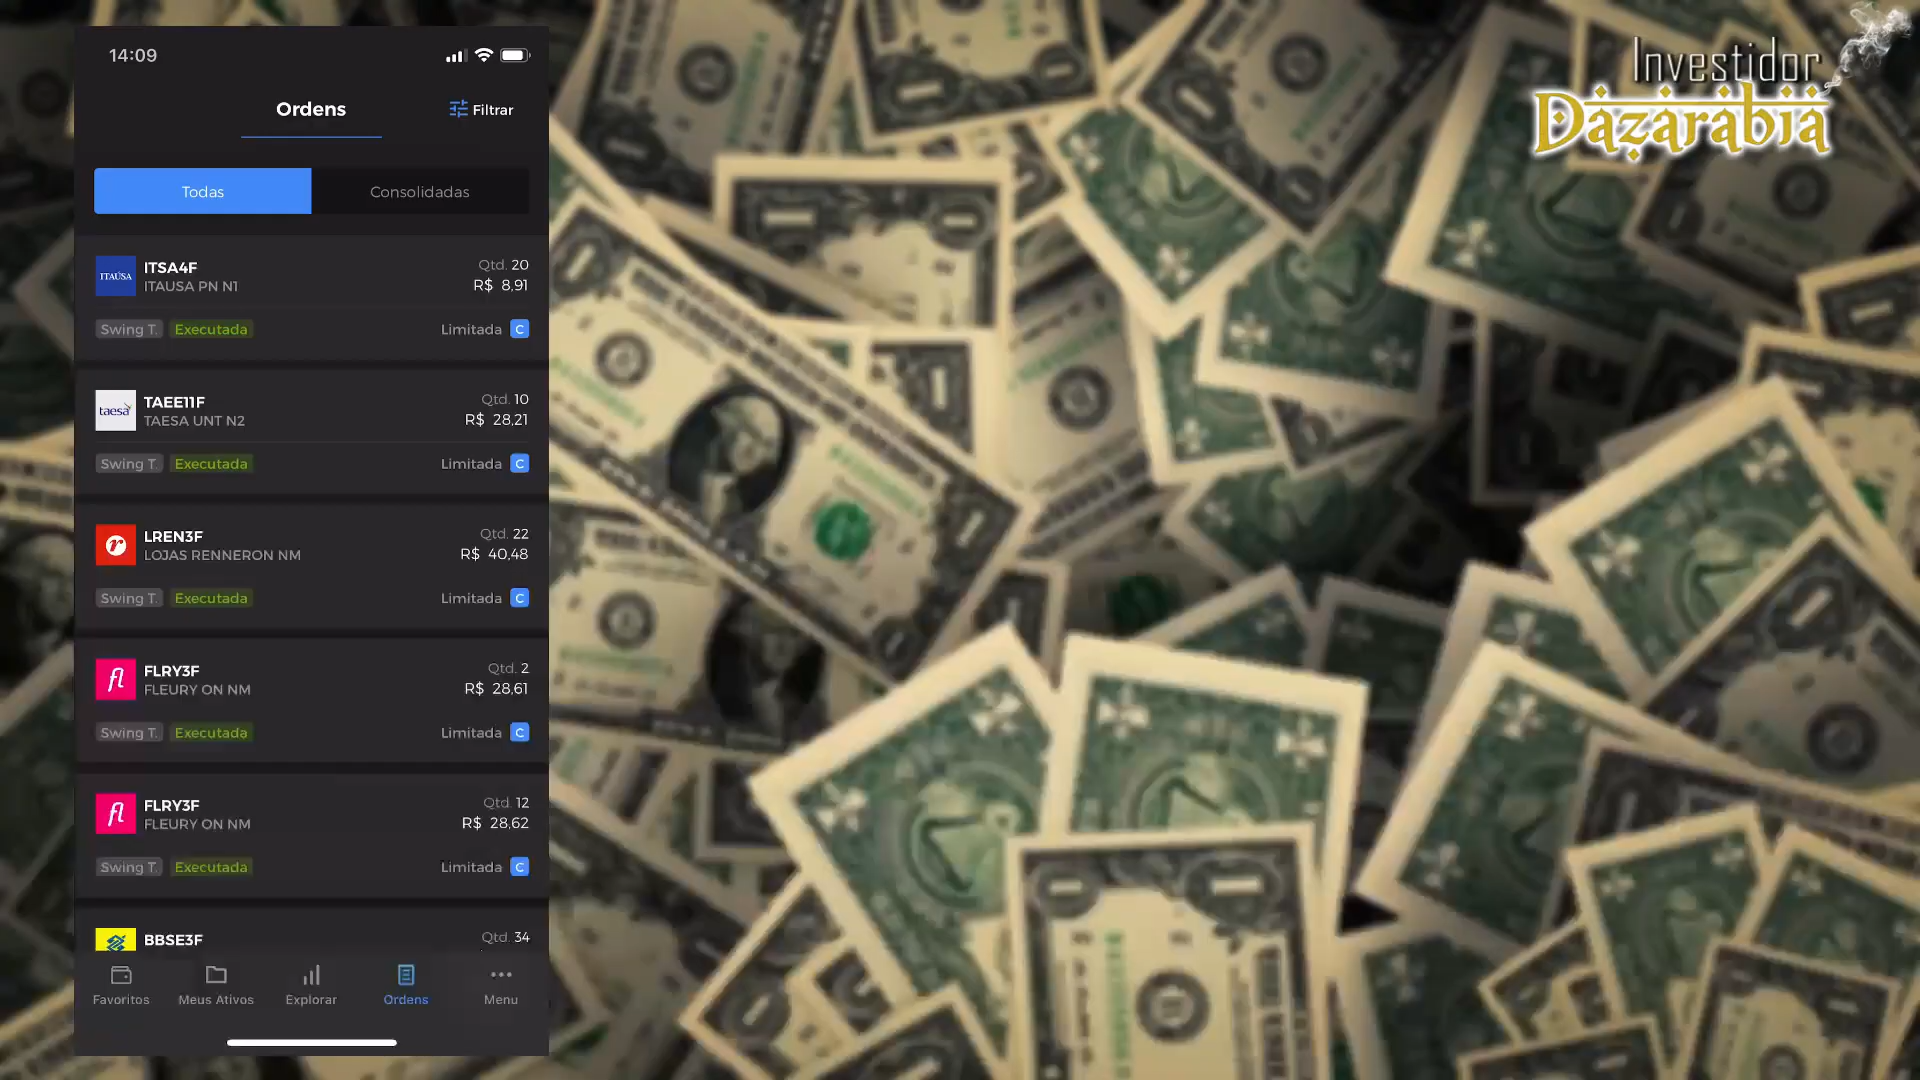 14:09
Ordens
Filtrar
Todas
Consolidadas
ITAÚSA
ITSA4F
ITAUSA PN N1
Qtd. 20
R$ 8,91
Swing T.
Executada
Limitada
C
taesa
TAEE11F
TAESA UNT N2
Qtd. 10
R$ 28,21
Swing T.
Executada
Limitada
C
r
LREN3F
LOJAS RENNERON NM
Qtd. 22
R$ 40,48
Swing T.
Executada
Limitada
C
fl
FLRY3F
FLEURY ON NM
Qtd. 2
R$ 28,61
Swing T.
Executada
Limitada
C
fl
FLRY3F
FLEURY ON NM
Qtd. 12
R$ 28,62
Swing T.
Executada
Limitada
C
BBSE3F
Qtd. 34
Favoritos
Meus Ativos
Explorar
Ordens
Menu
Investidor
Dazarabia